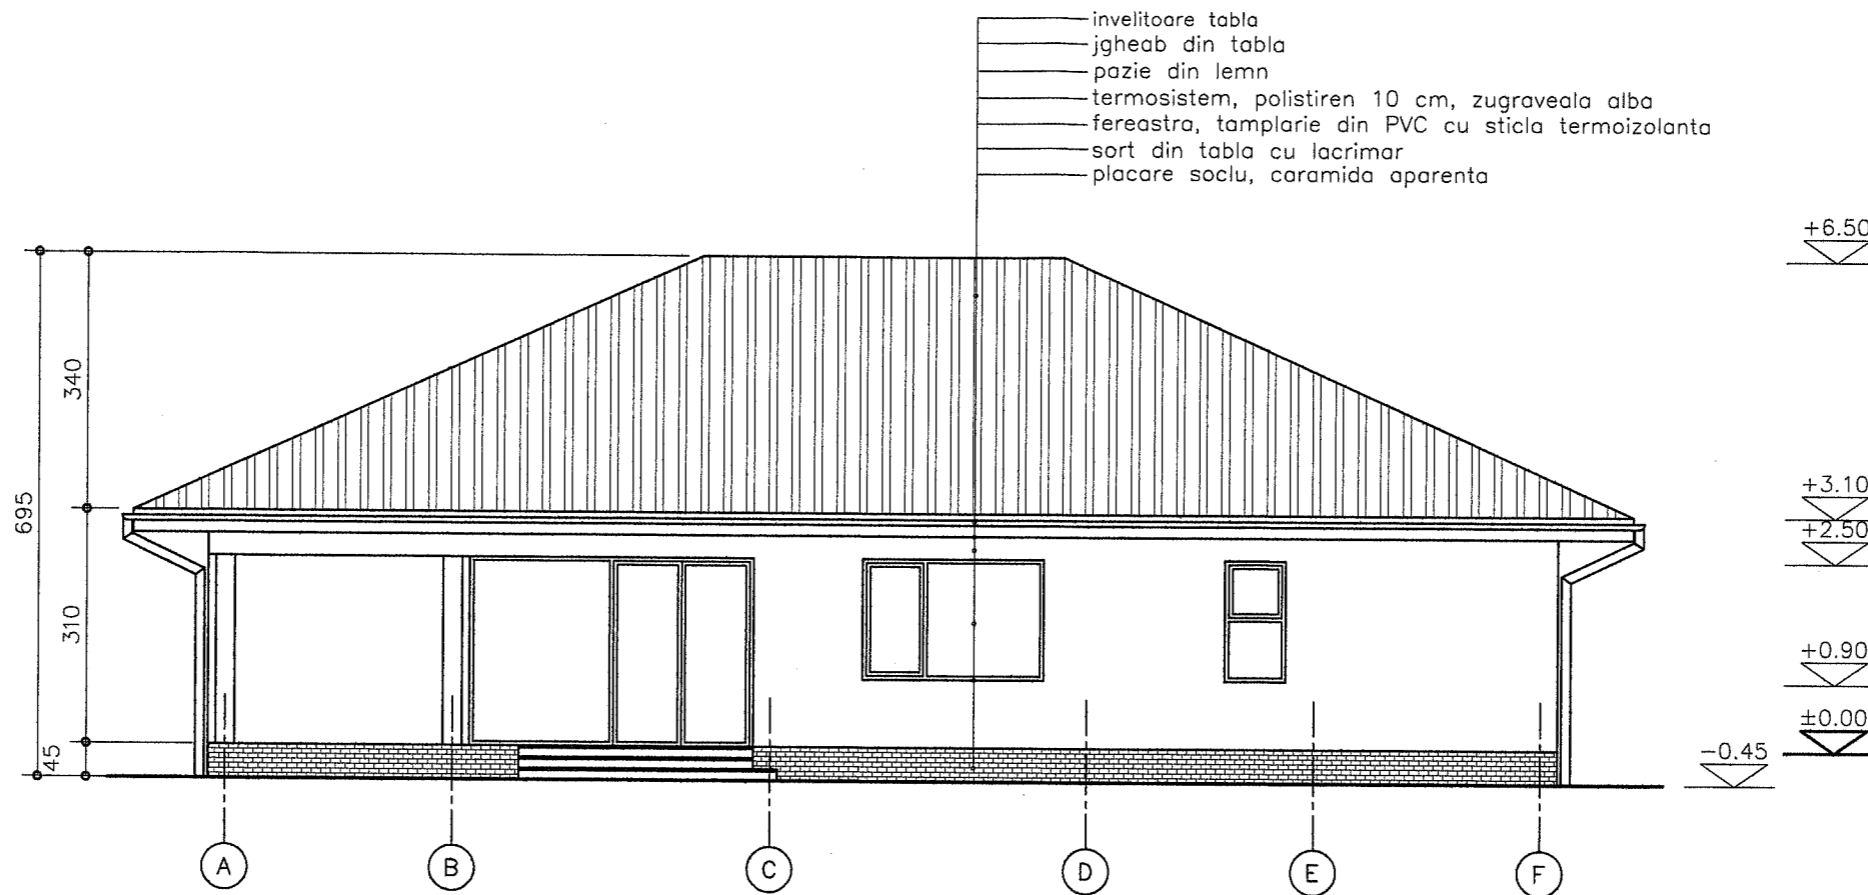 invelitoare tabla
jgheab din tabla
pazie din lemn
termosistem, polistiren 10 cm, zugraveala alba
fereastra, tamplarie din PVC cu sticla termoizolanta
sort din tabla cu lacrimar
placare soclu, caramida aparenta
+6.50
340
+3.10
695
+2.50
310
+0.90
±0.00
45
-0.45
A B C D E F